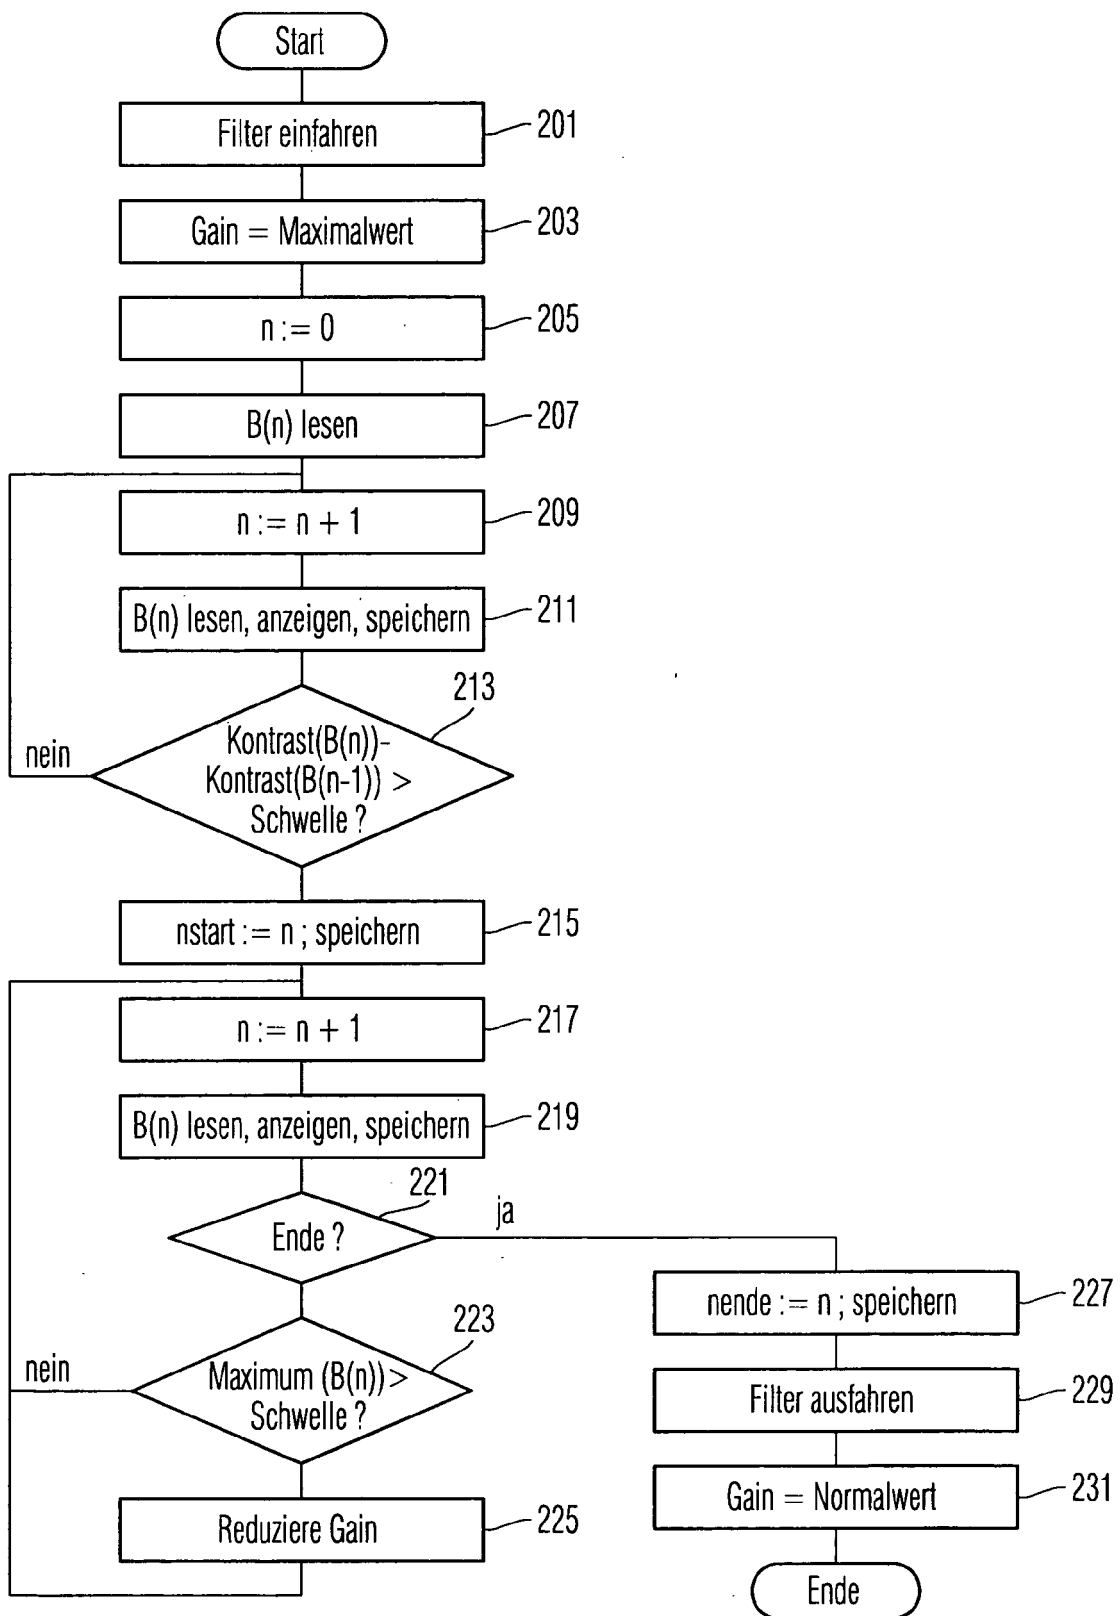 Start
Filter einfahren
201
Gain = Maximalwert
203
n := 0
205
B(n) lesen
207
n := n + 1
209
B(n) lesen, anzeigen, speichern
211
213
Kontrast(B(n))-
Kontrast(B(n-1)) >
Schwelle ?
nein
nstart := n ; speichern
215
n := n + 1
217
B(n) lesen, anzeigen, speichern
219
221
Ende ?
ja
223
Maximum (B(n)) >
Schwelle ?
nein
Reduziere Gain
225
nende := n ; speichern
227
Filter ausfahren
229
Gain = Normalwert
231
Ende